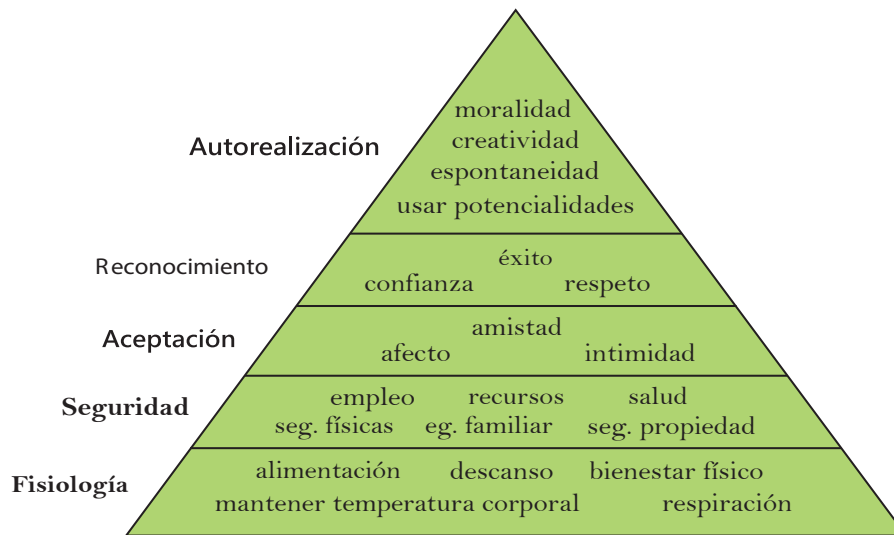 moralidad
Autorealización
creatividad
espontaneidad
usar potencialidades
Reconocimiento
éxito
confianza respeto
Aceptación
amistad
afecto intimidad
Seguridad
empleo recursos salud
seg. físicas eg. familiar seg. propiedad
Fisiología
alimentación descanso bienestar físico
mantener temperatura corporal respiración